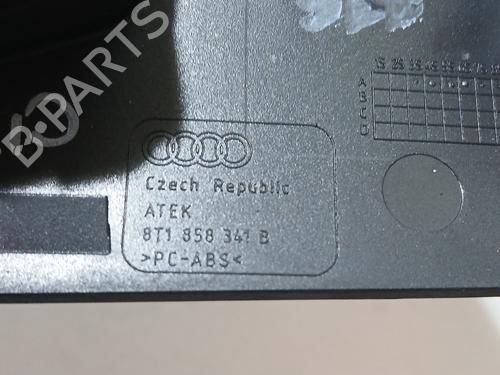 B-PARTS
Czech Republic
ATEK
8T1 858 341 B
>PC-ABS<
A
B
C
D